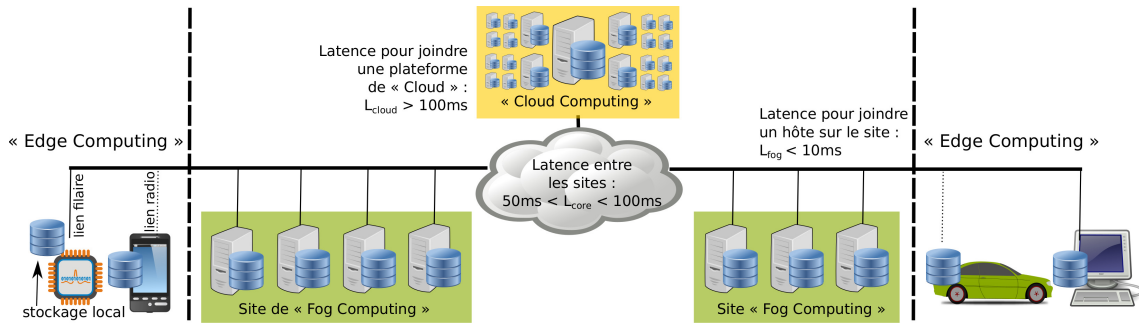 Latence pour joindre
une plateforme
de « Cloud » :
Lcloud > 100ms
« Cloud Computing »
Latence pour joindre
un hôte sur le site :
Lfog < 10ms
« Edge Computing »
« Edge Computing »
Latence entre
les sites :
50ms < Lcore < 100ms
lien filaire
lien radio
stockage local
Site de « Fog Computing »
Site « Fog Computing »